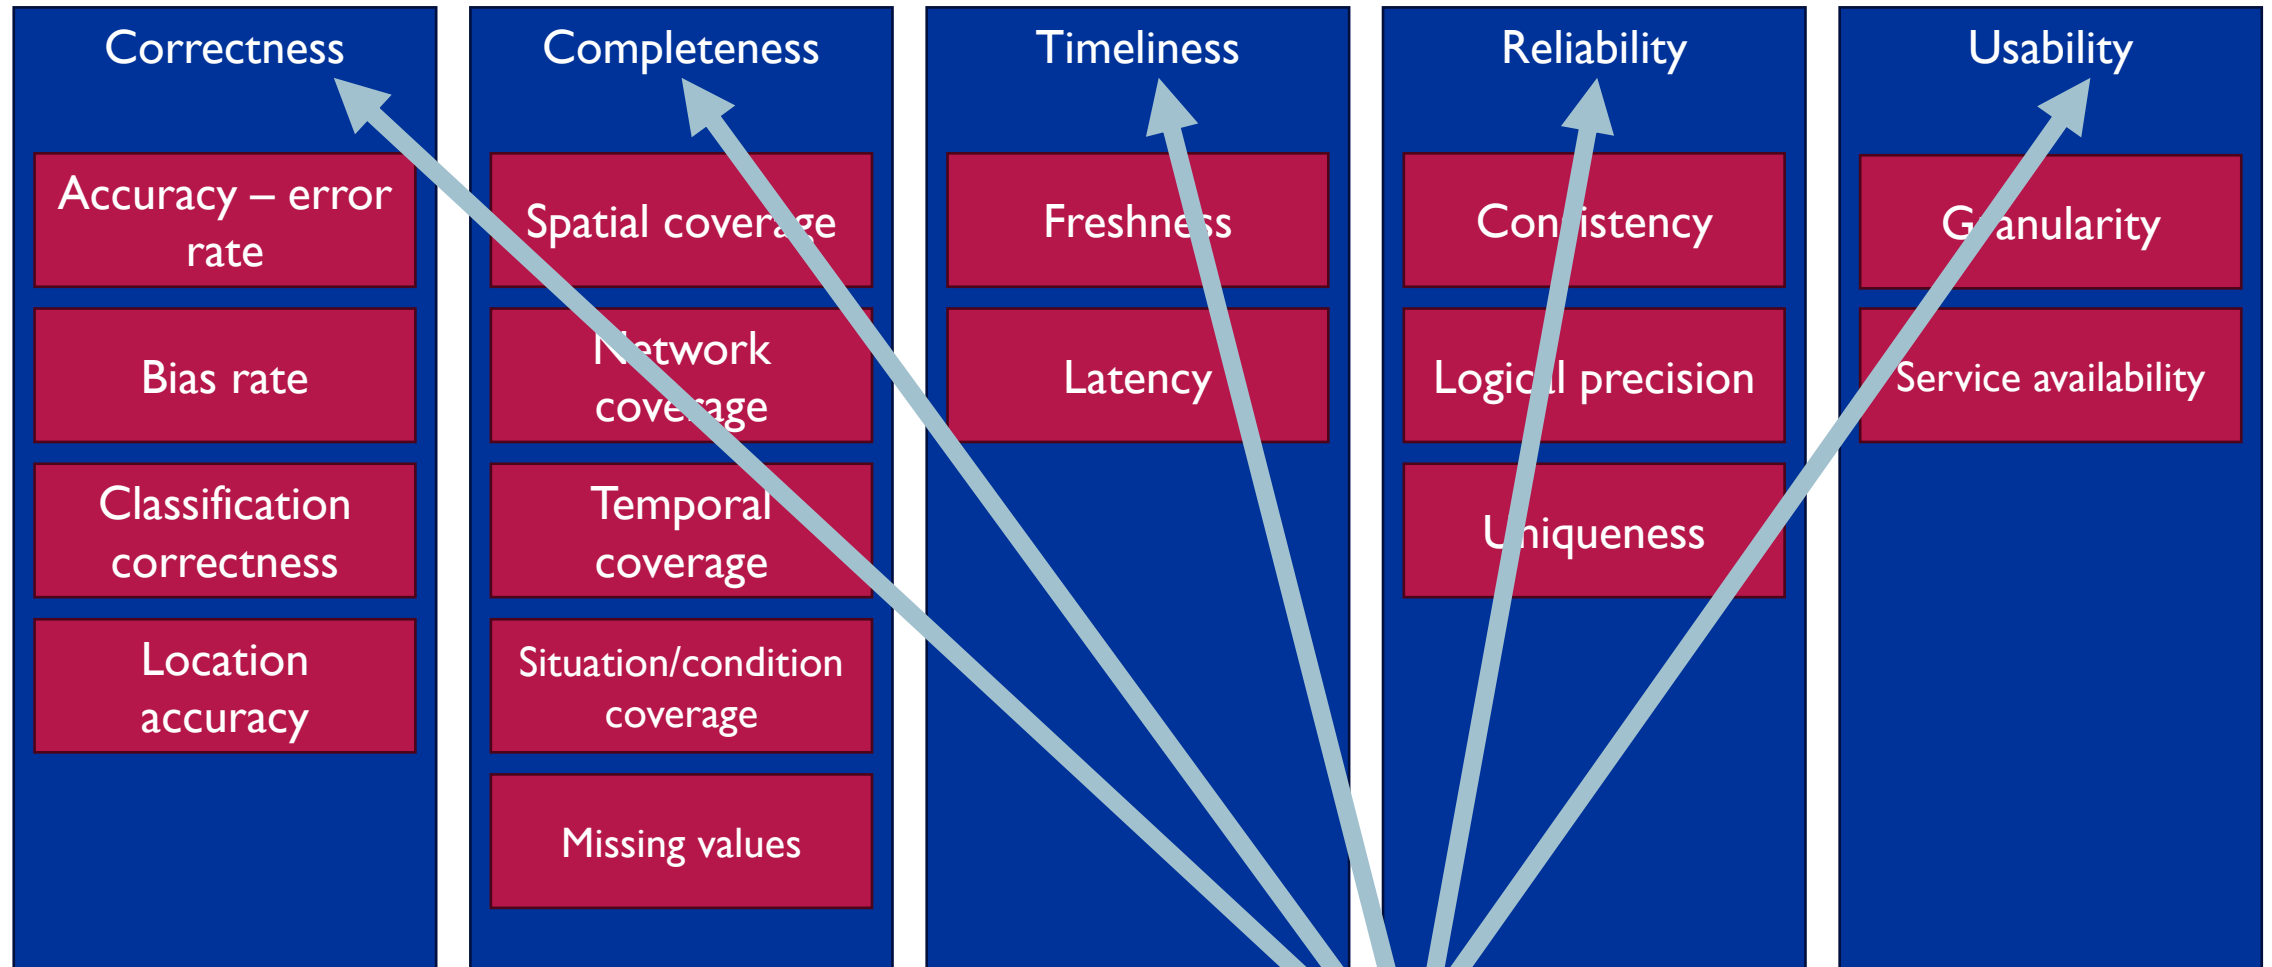 Correctness
Accuracy – error
rate
Bias rate
Classification
correctness
Location
accuracy
Completeness
Spatial coverage
Network
coverage
Temporal
coverage
Situation/condition
coverage
Missing values
Timeliness
Freshness
Latency
Reliability
Consistency
Logical precision
Uniqueness
Usability
Granularity
Service availability